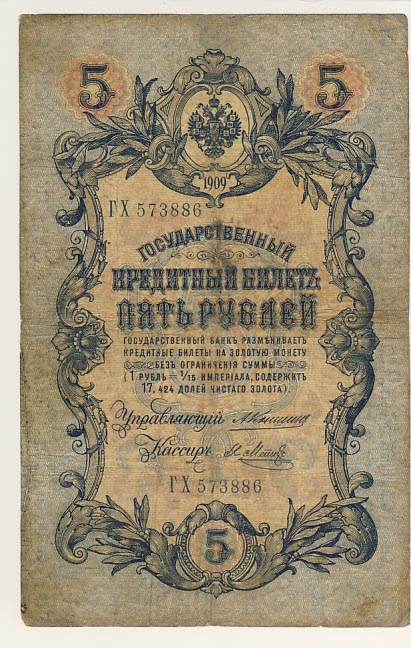 5 5
1909
ГХ 573886
ГОСУДАРСТВЕННЫЙ
КРЕДИТНЫЙ БИЛЕТЪ
ПЯТЬ РУБЛЕЙ
ГОСУДАРСТВЕННЫЙ БАНКЪ РАЗМѢНИВАЕТЪ
КРЕДИТНЫЕ БИЛЕТЫ НА ЗОЛОТУЮ МОНЕТУ
БЕЗЪ ОГРАНИЧЕНІЯ СУММЫ
(1 РУБЛЬ = 1/15 ИМПЕРІАЛА, СОДЕРЖИТЪ
17,424 ДОЛЕЙ ЧИСТАГО ЗОЛОТА).
Управляющій
Кассиръ
ГХ 573886
5